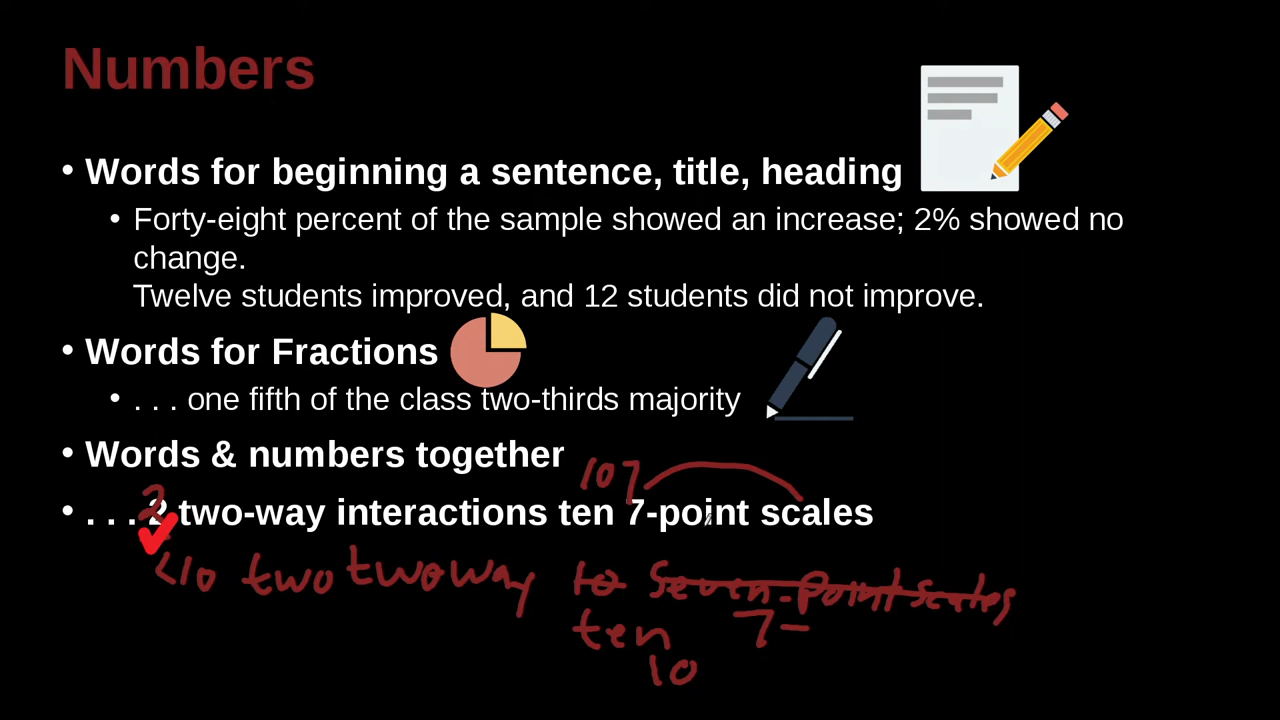 Numbers
• Words for beginning a sentence, title, heading
• Forty-eight percent of the sample showed an increase; 2% showed no
change.
Twelve students improved, and 12 students did not improve.
• Words for Fractions
• . . . one fifth of the class two-thirds majority
• Words & numbers together
107
2
• . . . 2 two-way interactions ten 7-point scales
<10 two twoway to Seven-Point scales
ten 7-
10